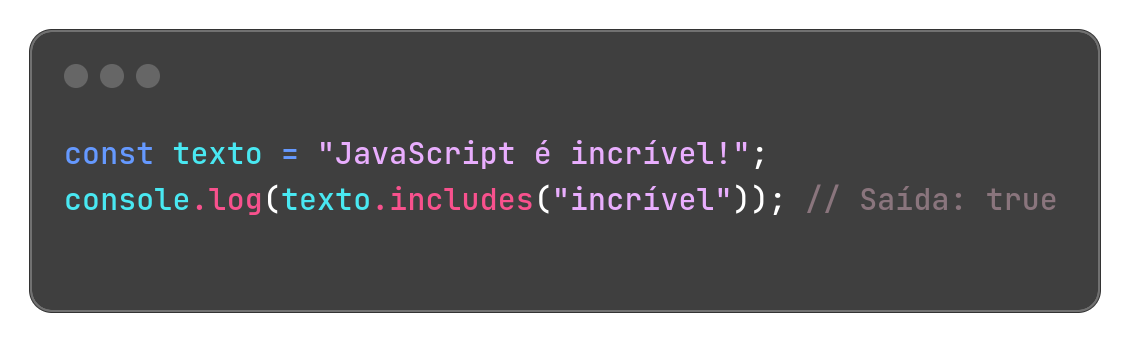 const texto = "JavaScript é incrível!";
console.log(texto.includes("incrível")); // Saída: true